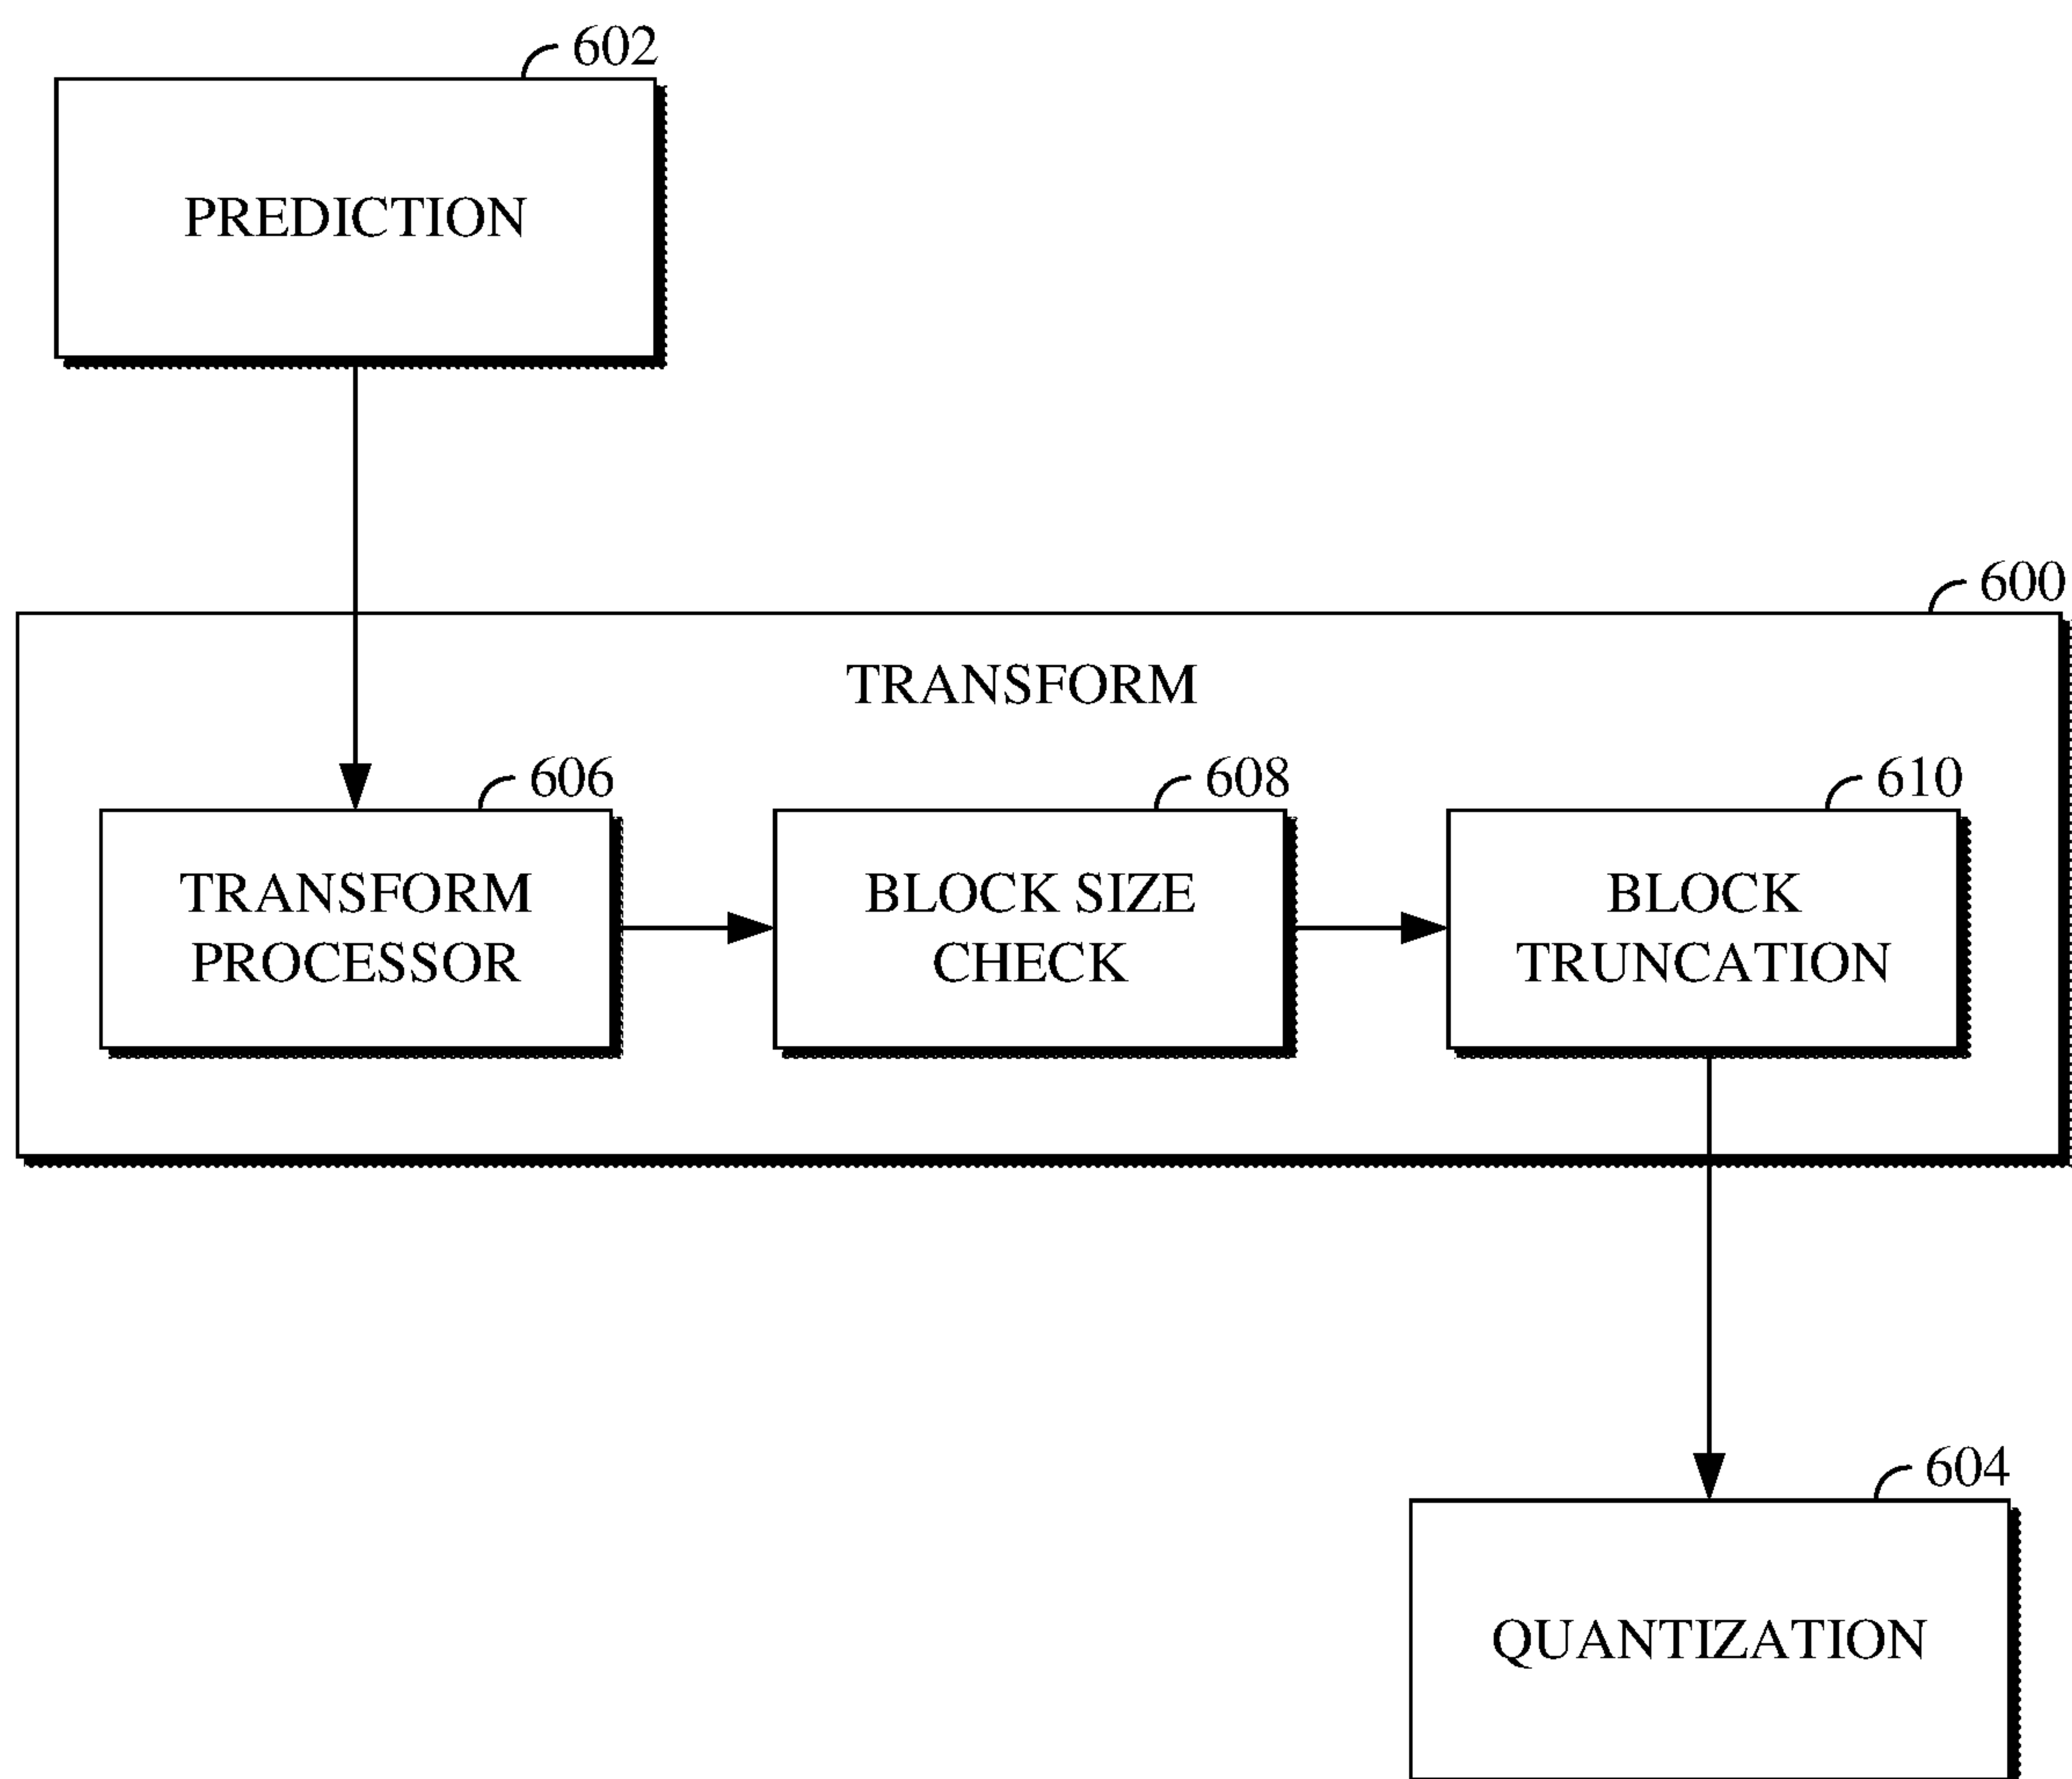 602
PREDICTION
600
TRANSFORM
606
TRANSFORM
PROCESSOR
608
BLOCK SIZE
CHECK
610
BLOCK
TRUNCATION
604
QUANTIZATION